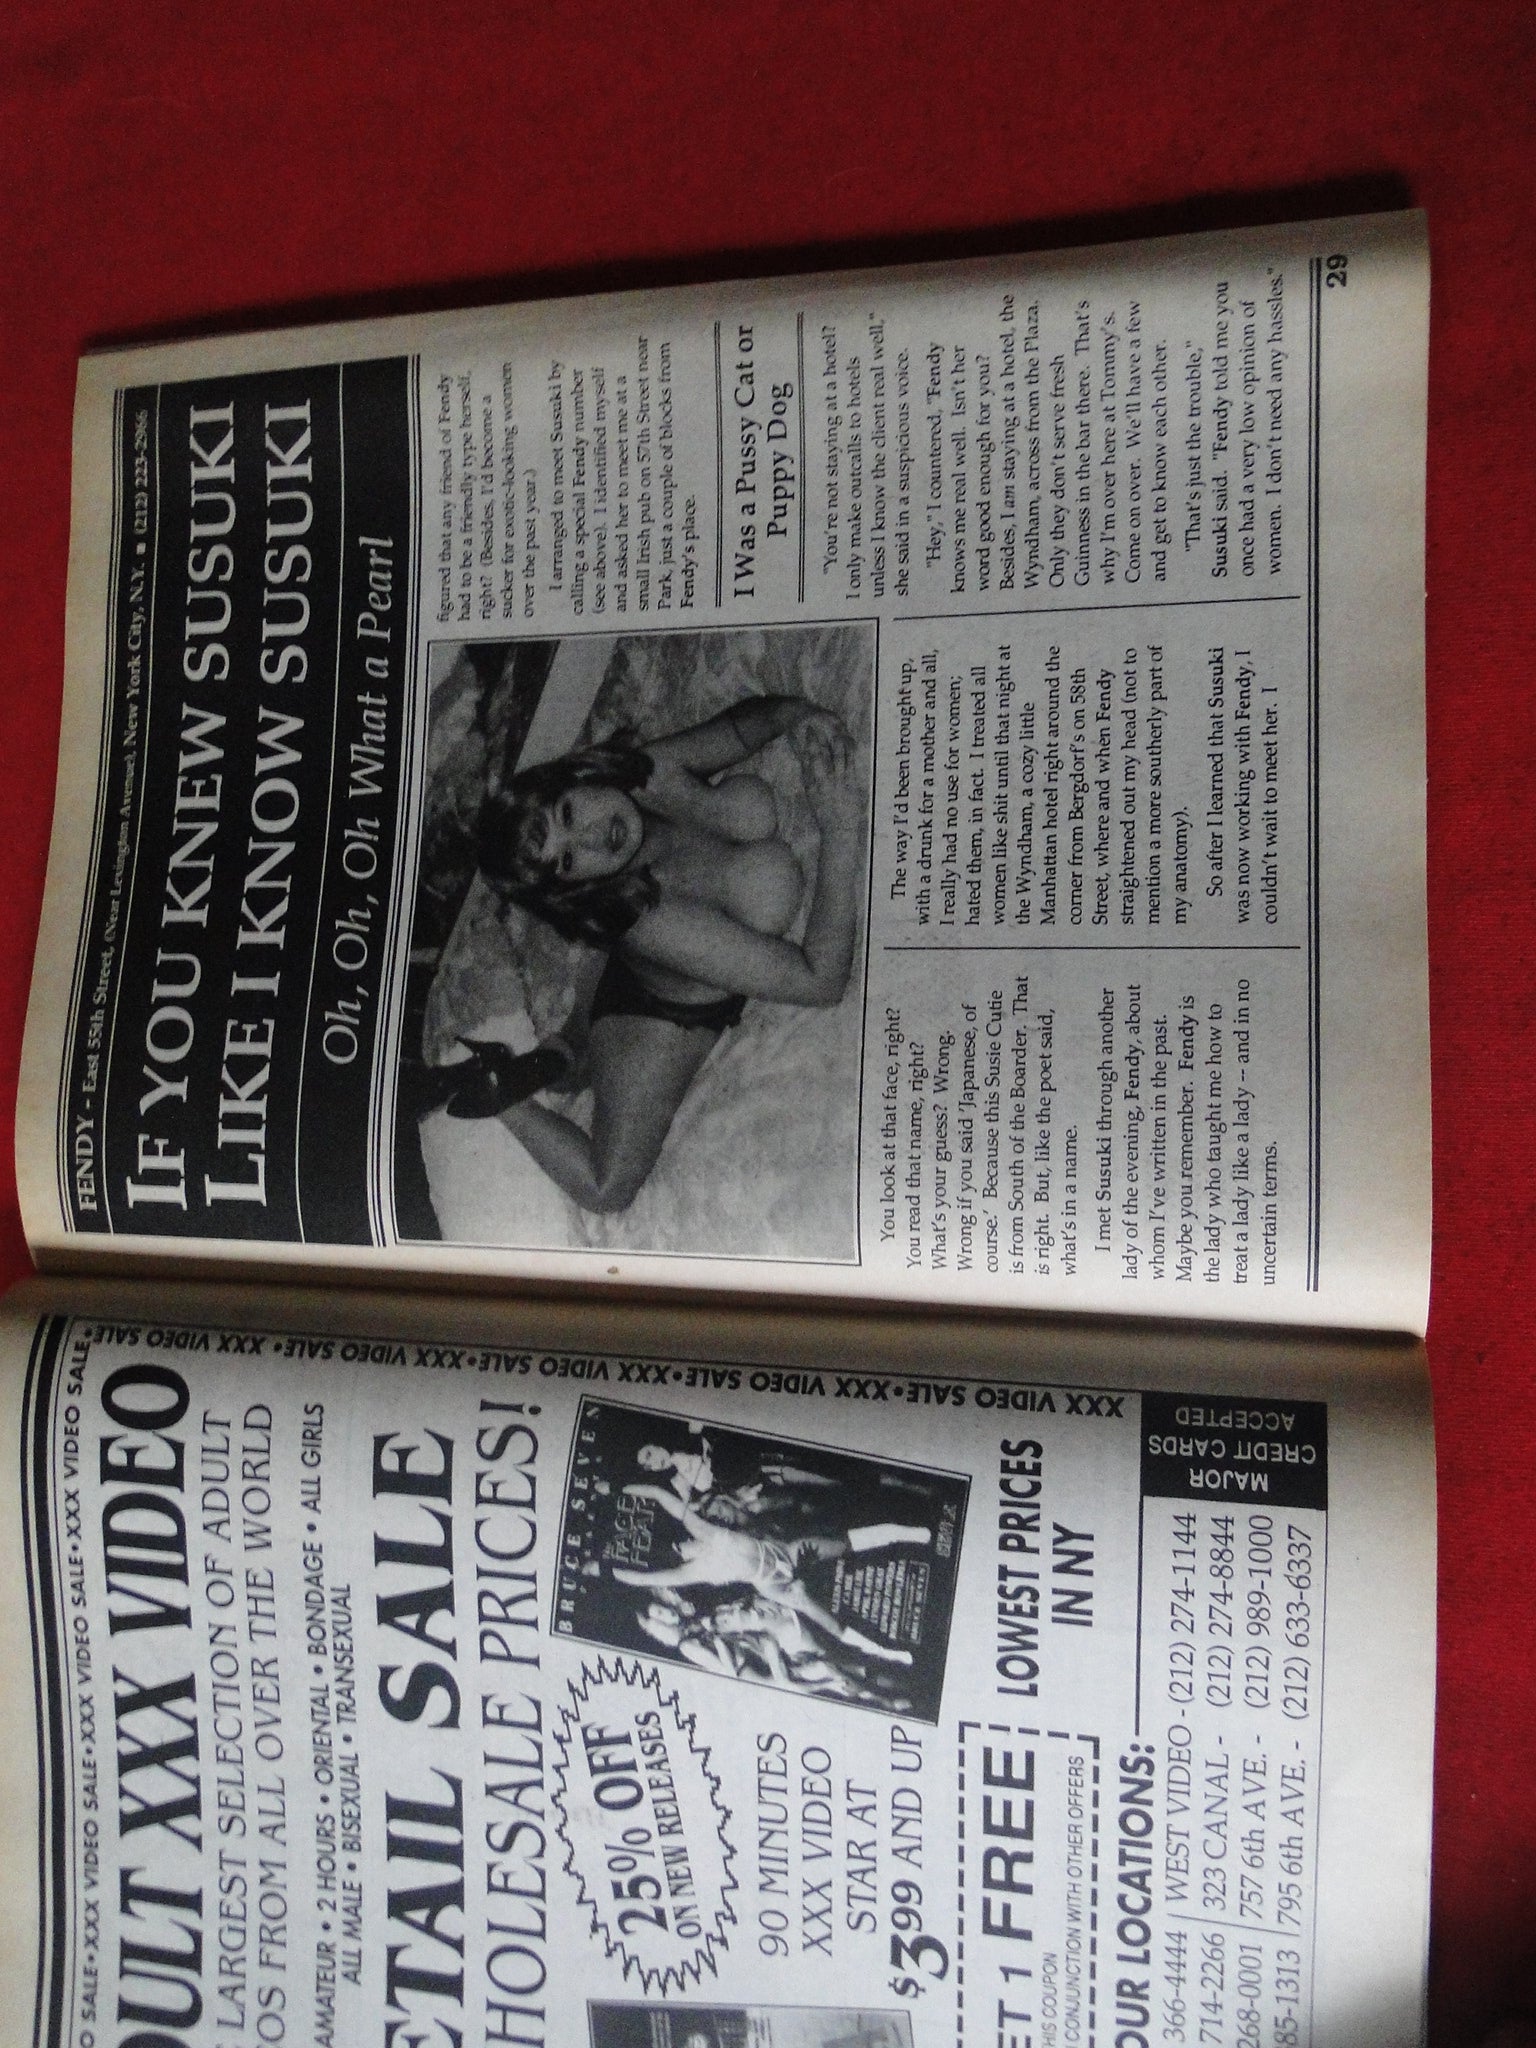 O SALE•XXX VIDEO SALE•XXX VIDEO SALE•XXX VIDEO SALE•XXX VIDEO SALE•
XXX VIDEO SALE•XXX VIDEO SALE•XXX VIDEO SALE•XXX VIDEO SALE•XXX VIDEO SALE•
DULT XXX VIDEO
LARGEST SELECTION OF ADULT
EOS FROM ALL OVER THE WORLD
AMATEUR • 2 HOURS • ORIENTAL • BONDAGE • ALL GIRLS
ALL MALE • BISEXUAL • TRANSEXUAL
ETAIL SALE
HOLESALE PRICES!
25% OFF
ON NEW RELEASES
BRUCE SEVEN
90 MINUTES
XXX VIDEO
STAR AT
$3.99 AND UP
ET 1 FREE
HIS COUPON
CONJUNCTION WITH OTHER OFFERS
LOWEST PRICES
IN NY
OUR LOCATIONS:
366-4444 | WEST VIDEO - (212) 274-1144
714-2266 | 323 CANAL - (212) 274-8844
268-0001 | 757 6th AVE. - (212) 989-1000
85-1313 | 795 6th AVE. - (212) 633-6337
MAJOR
CREDIT CARDS
ACCEPTED
FENDY - East 55th Street, (Near Lexington Avenue) New York City, N.Y. ■ (212) 223-2966
IF YOU KNEW SUSUKI
LIKE I KNOW SUSUKI
Oh, Oh, Oh What a Pearl
You look at that face, right?
You read that name, right?
What's your guess? Wrong.
Wrong if you said 'Japanese, of
course.' Because this Susie Cutie
is from South of the Boarder. That
is right. But, like the poet said,
what's in a name.
I met Susuki through another
lady of the evening, Fendy, about
whom I've written in the past.
Maybe you remember. Fendy is
the lady who taught me how to
treat a lady like a lady -- and in no
uncertain terms.
The way I'd been brought up,
with a drunk for a mother and all,
I really had no use for women;
hated them, in fact. I treated all
women like shit until that night at
the Wyndham, a cozy little
Manhattan hotel right around the
corner from Bergdorf's on 58th
Street, where and when Fendy
straightened out my head (not to
mention a more southerly part of
my anatomy).
So after I learned that Susuki
was now working with Fendy, I
couldn't wait to meet her. I
figured that any friend of Fendy
had to be a friendly type herself,
right? (Besides, I'd become a
sucker for exotic-looking women
over the past year.)
I arranged to meet Susuki by
calling a special Fendy number
(see above). I identified myself
and asked her to meet me at a
small Irish pub on 57th Street near
Park, just a couple of blocks from
Fendy's place.
I Was a Pussy Cat or
Puppy Dog
"You're not staying at a hotel?
I only make outcalls to hotels
unless I know the client real well,"
she said in a suspicious voice.
"Hey," I countered, "Fendy
knows me real well. Isn't her
word good enough for you?
Besides, I am staying at a hotel, the
Wyndham, across from the Plaza.
Only they don't serve fresh
Guinness in the bar there. That's
why I'm over here at Tommy's.
Come on over. We'll have a few
and get to know each other.
"That's just the trouble,"
Susuki said. "Fendy told me you
once had a very low opinion of
women. I don't need any hassles."
29